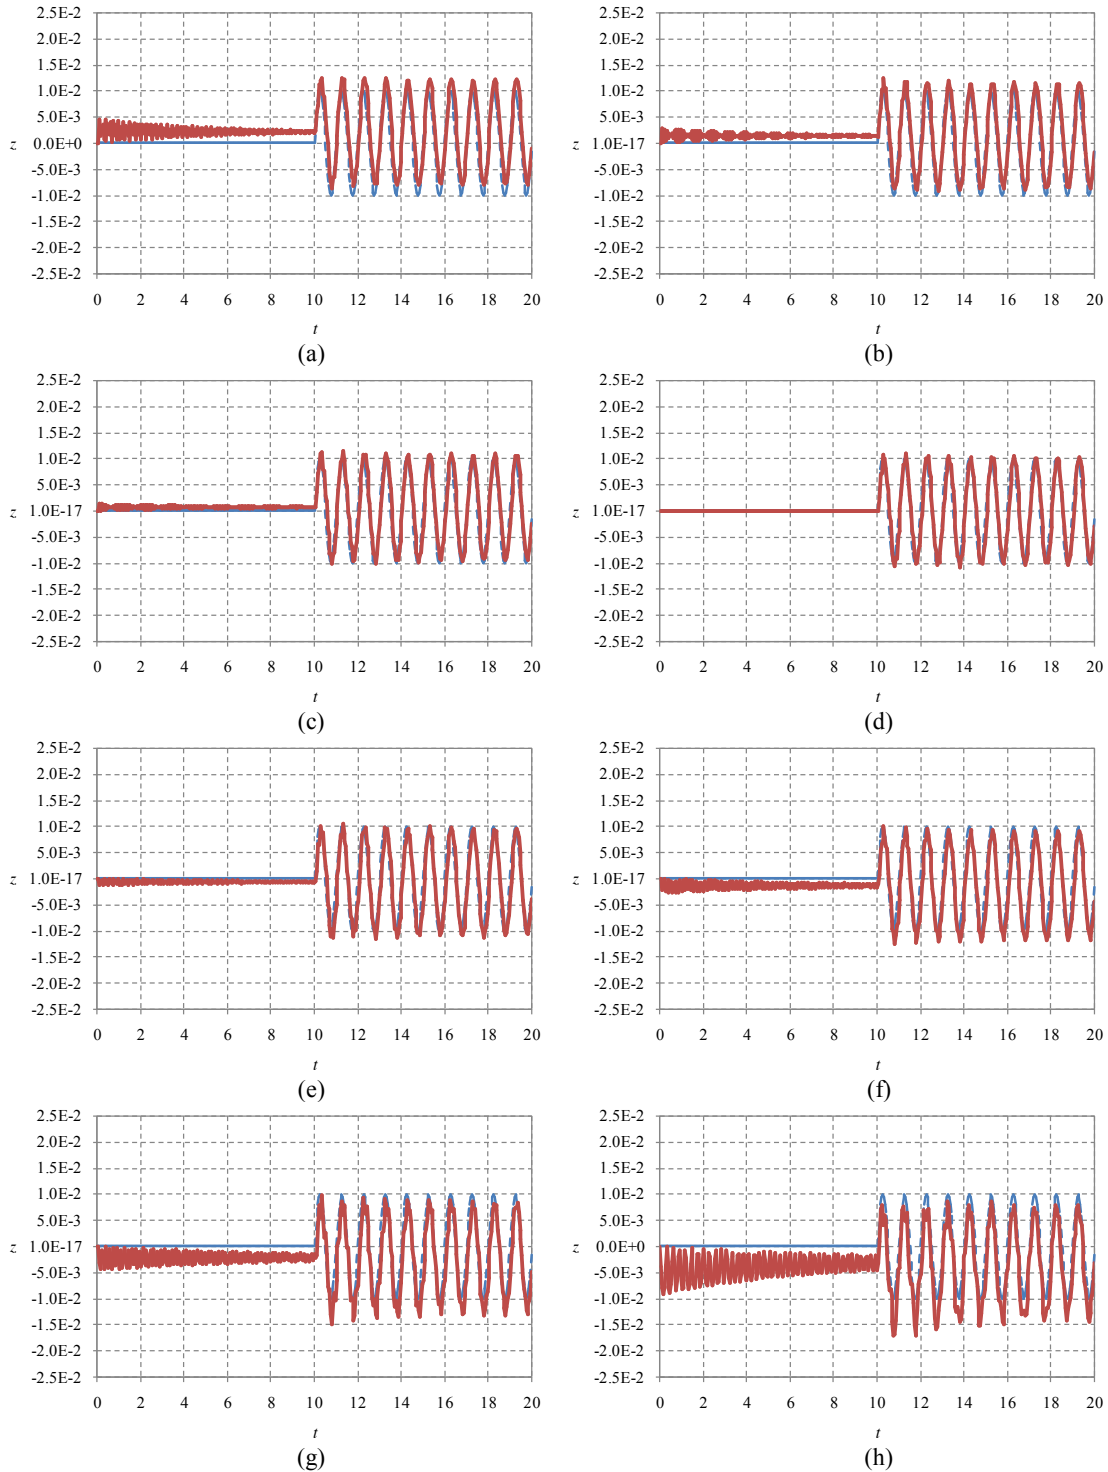 2.5E-2 2.5E-2
2.0E-2 2.0E-2
1.5E-2 1.5E-2
1.0E-2 1.0E-2
5.0E-3 5.0E-3
z 0.0E+0 z 1.0E-17
-5.0E-3 -5.0E-3
-1.0E-2 -1.0E-2
-1.5E-2 -1.5E-2
-2.0E-2 -2.0E-2
-2.5E-2 -2.5E-2
0 2 4 6 8 10 12 14 16 18 20 0 2 4 6 8 10 12 14 16 18 20
t t
(a) (b)
2.5E-2 2.5E-2
2.0E-2 2.0E-2
1.5E-2 1.5E-2
1.0E-2 1.0E-2
5.0E-3 5.0E-3
z 1.0E-17 z 1.0E-17
-5.0E-3 -5.0E-3
-1.0E-2 -1.0E-2
-1.5E-2 -1.5E-2
-2.0E-2 -2.0E-2
-2.5E-2 -2.5E-2
0 2 4 6 8 10 12 14 16 18 20 0 2 4 6 8 10 12 14 16 18 20
t t
(c) (d)
2.5E-2 2.5E-2
2.0E-2 2.0E-2
1.5E-2 1.5E-2
1.0E-2 1.0E-2
5.0E-3 5.0E-3
z 1.0E-17 z 1.0E-17
-5.0E-3 -5.0E-3
-1.0E-2 -1.0E-2
-1.5E-2 -1.5E-2
-2.0E-2 -2.0E-2
-2.5E-2 -2.5E-2
0 2 4 6 8 10 12 14 16 18 20 0 2 4 6 8 10 12 14 16 18 20
t t
(e) (f)
2.5E-2 2.5E-2
2.0E-2 2.0E-2
1.5E-2 1.5E-2
1.0E-2 1.0E-2
5.0E-3 5.0E-3
z 1.0E-17 z 0.0E+0
-5.0E-3 -5.0E-3
-1.0E-2 -1.0E-2
-1.5E-2 -1.5E-2
-2.0E-2 -2.0E-2
-2.5E-2 -2.5E-2
0 2 4 6 8 10 12 14 16 18 20 0 2 4 6 8 10 12 14 16 18 20
t t
(g) (h)